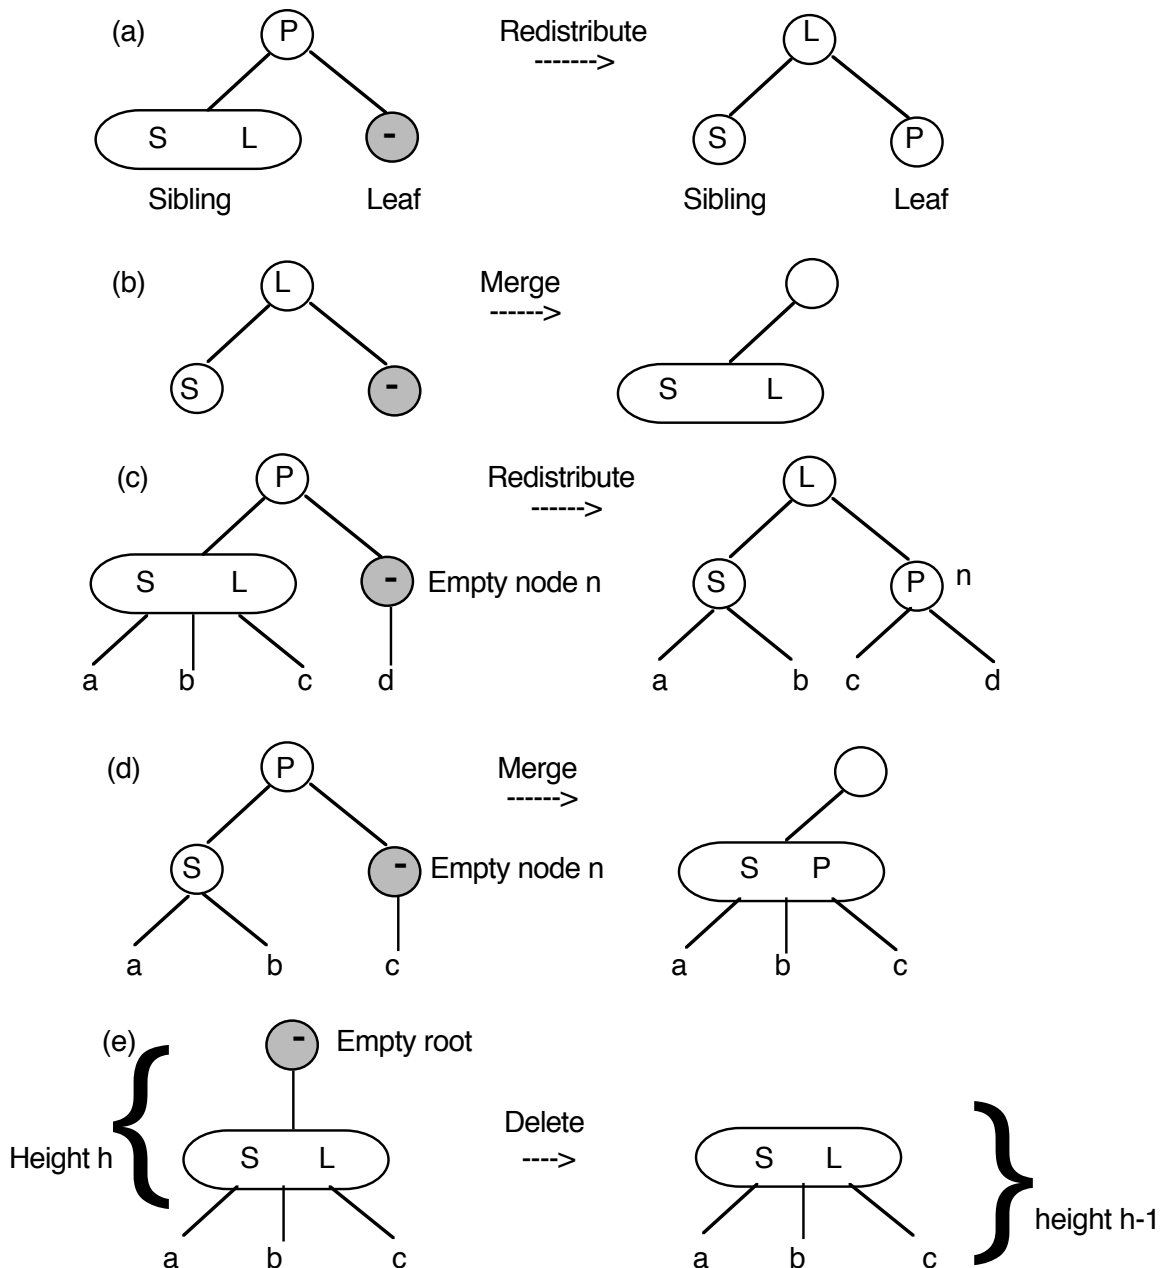 (a) P Redistribute L
------->
S L - S P
Sibling Leaf Sibling Leaf
(b) L Merge
------>
S - S L
(c) P Redistribute L
------>
S L - Empty node n S P n
a b c d a b c d
(d) P Merge
------>
S - Empty node n S P
a b c a b c
(e) - Empty root
Delete
---->
Height h { S L S L } height h-1
a b c a b c